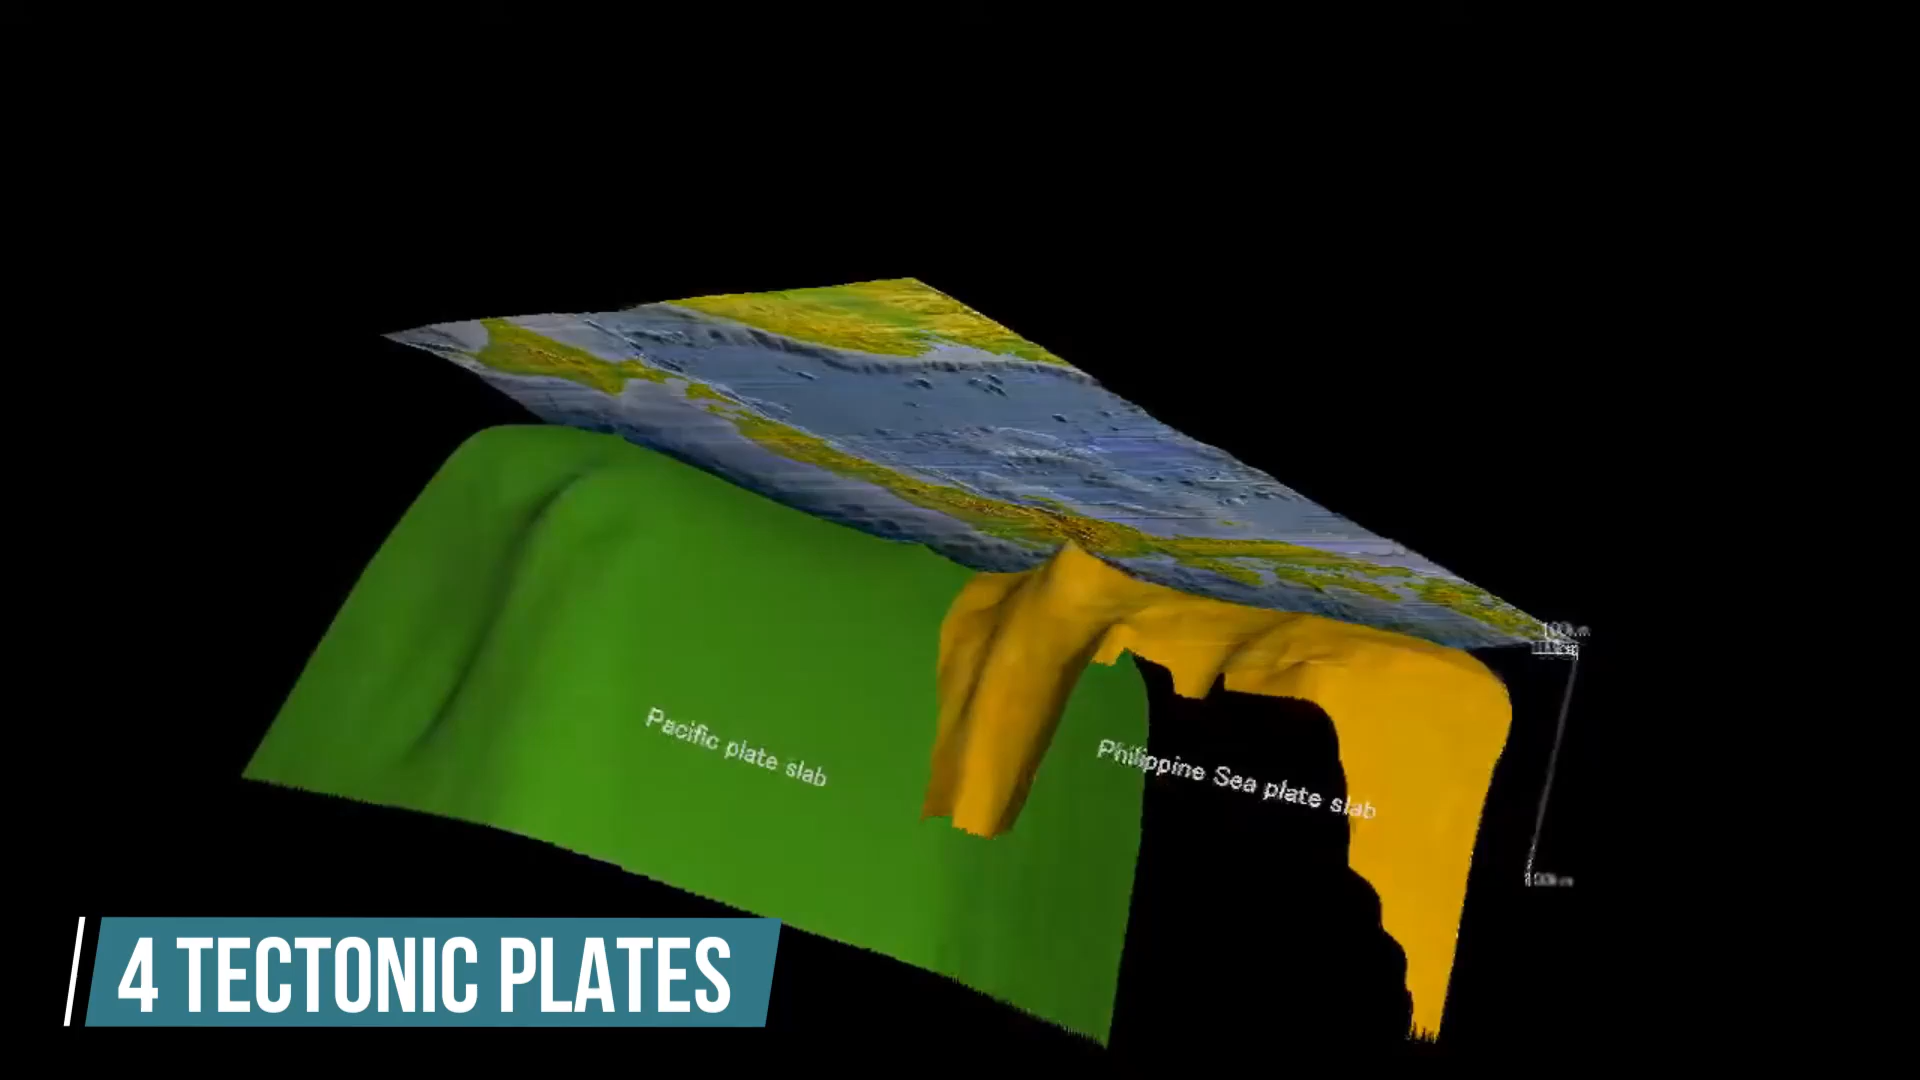 Pacific plate slab
Philippine Sea plate slab
4 TECTONIC PLATES